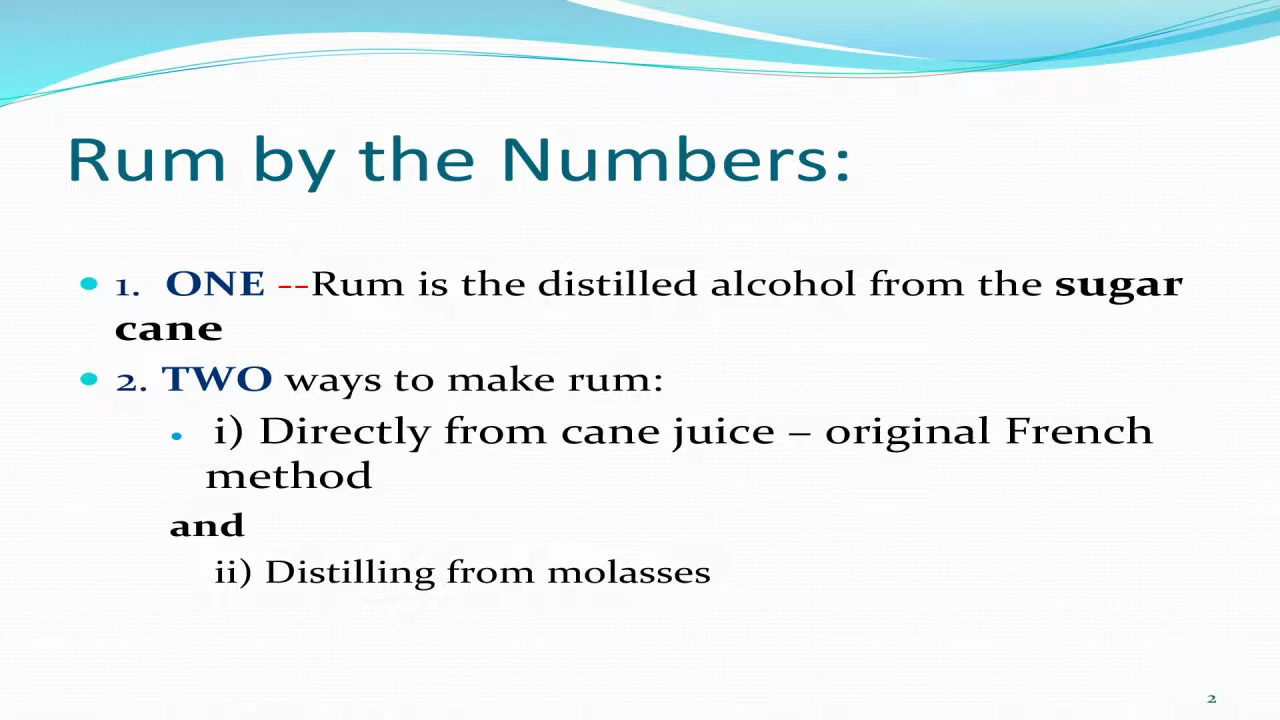 Rum by the Numbers:
• 1. ONE --Rum is the distilled alcohol from the sugar
cane
• 2. TWO ways to make rum:
• i) Directly from cane juice – original French
method
and
ii) Distilling from molasses
2